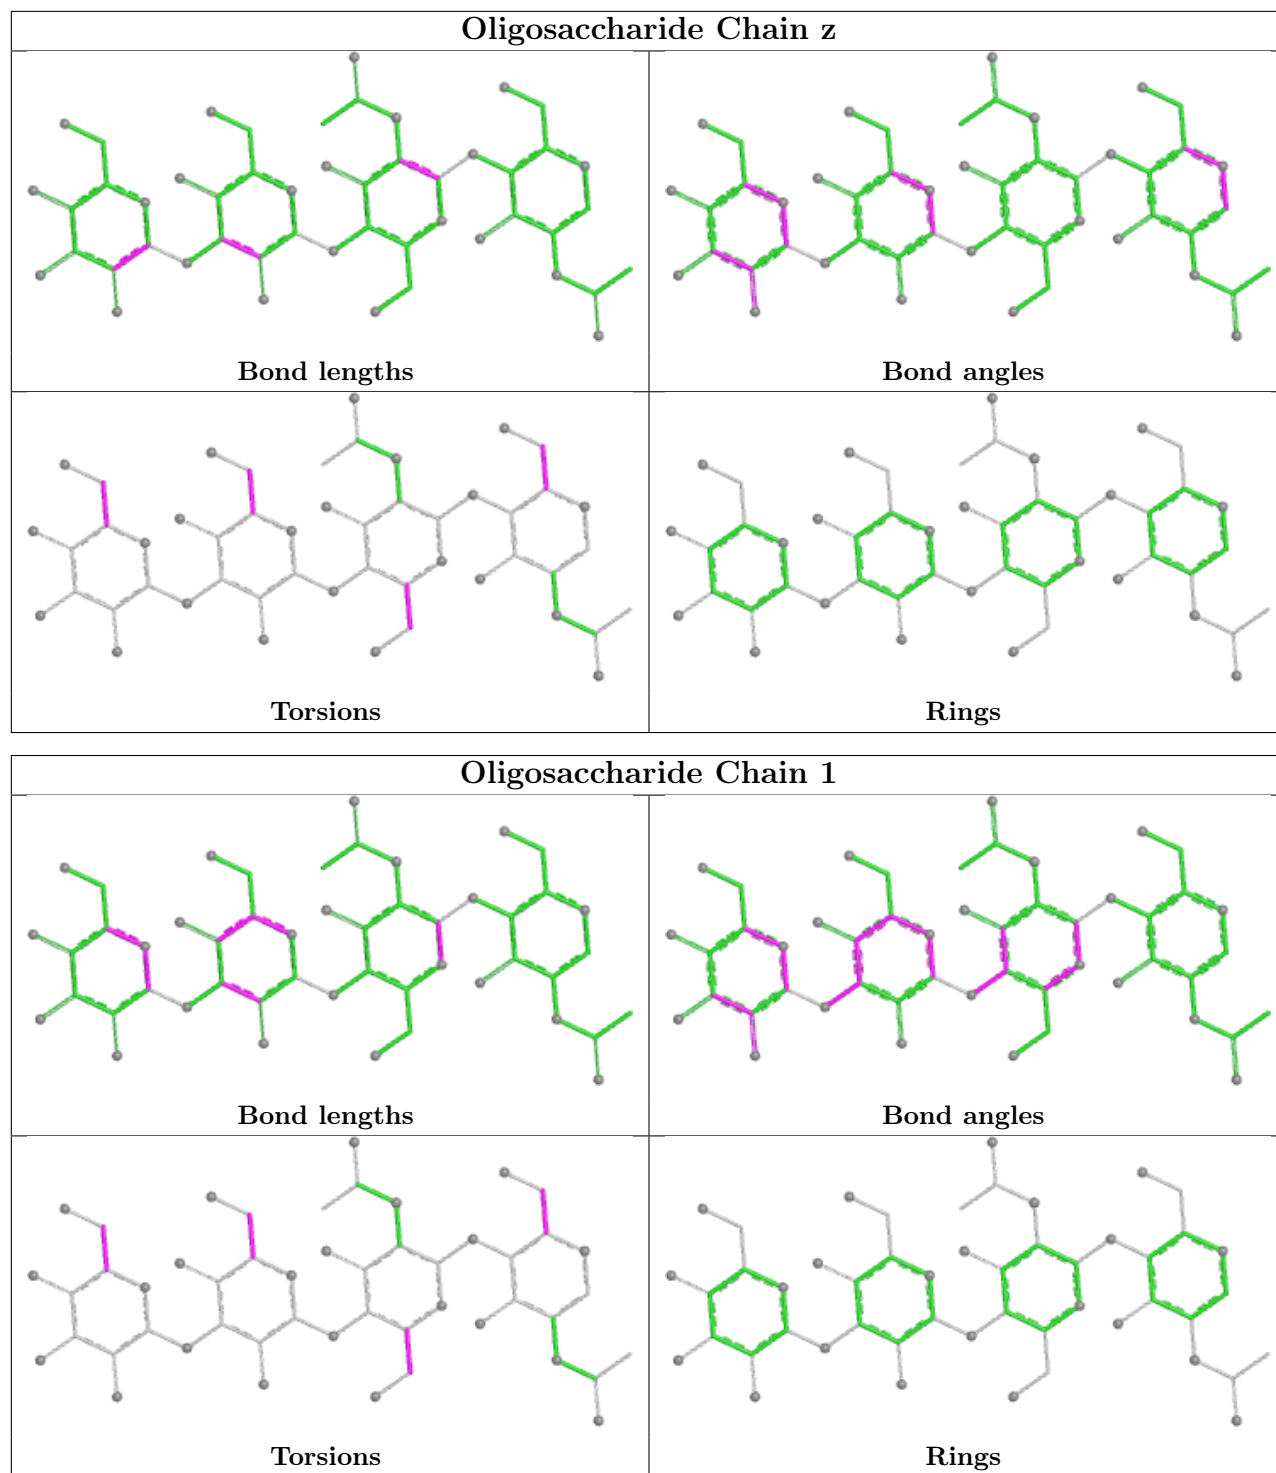 Oligosaccharide Chain z
Bond lengths
Bond angles
Torsions
Rings
Oligosaccharide Chain 1
Bond lengths
Bond angles
Torsions
Rings